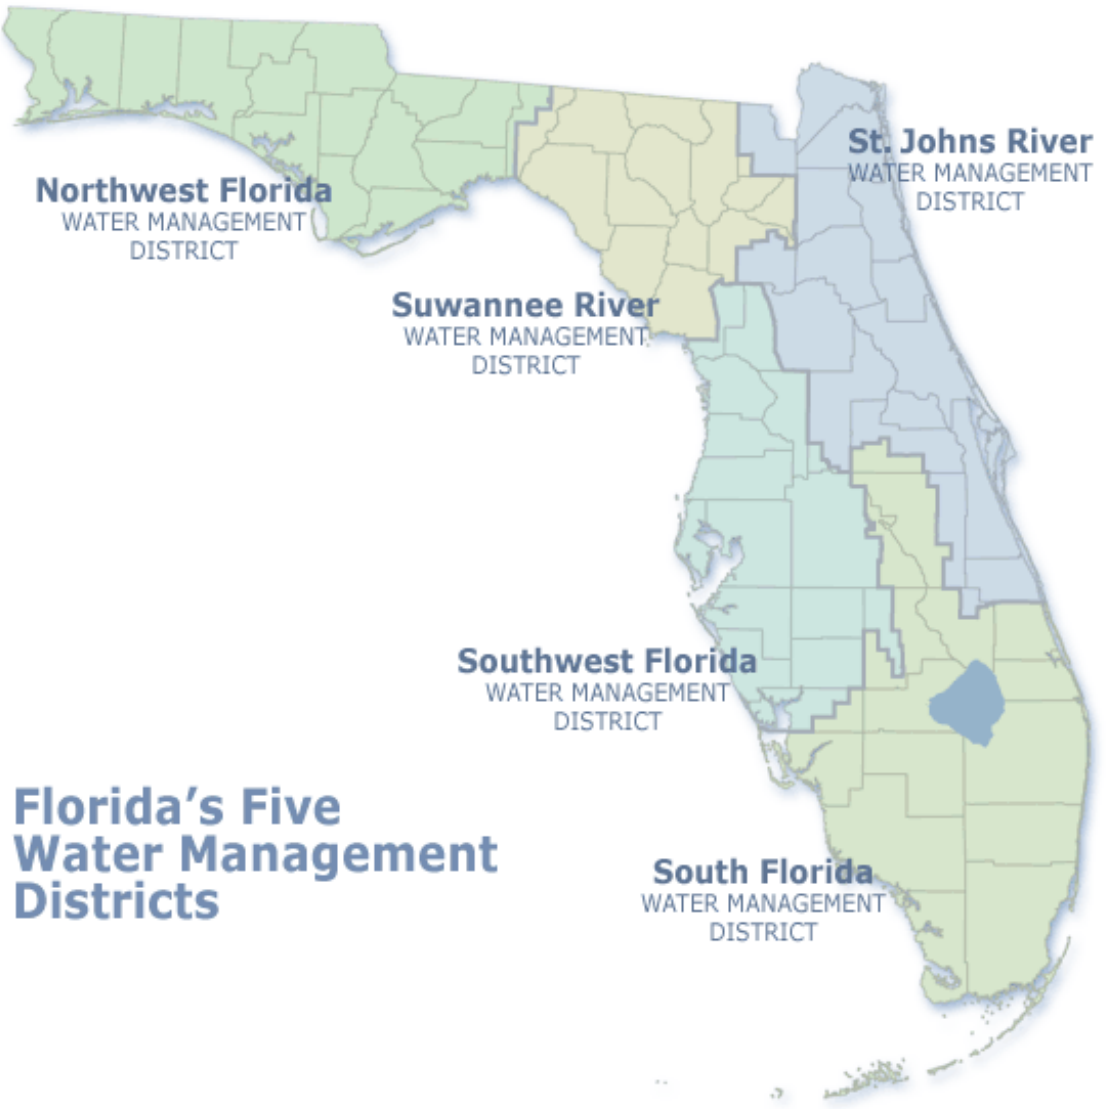 St. Johns River
WATER MANAGEMENT
DISTRICT
Northwest Florida
WATER MANAGEMENT
DISTRICT
Suwannee River
WATER MANAGEMENT
DISTRICT
Southwest Florida
WATER MANAGEMENT
DISTRICT
Florida’s Five
Water Management
Districts
South Florida
WATER MANAGEMENT
DISTRICT